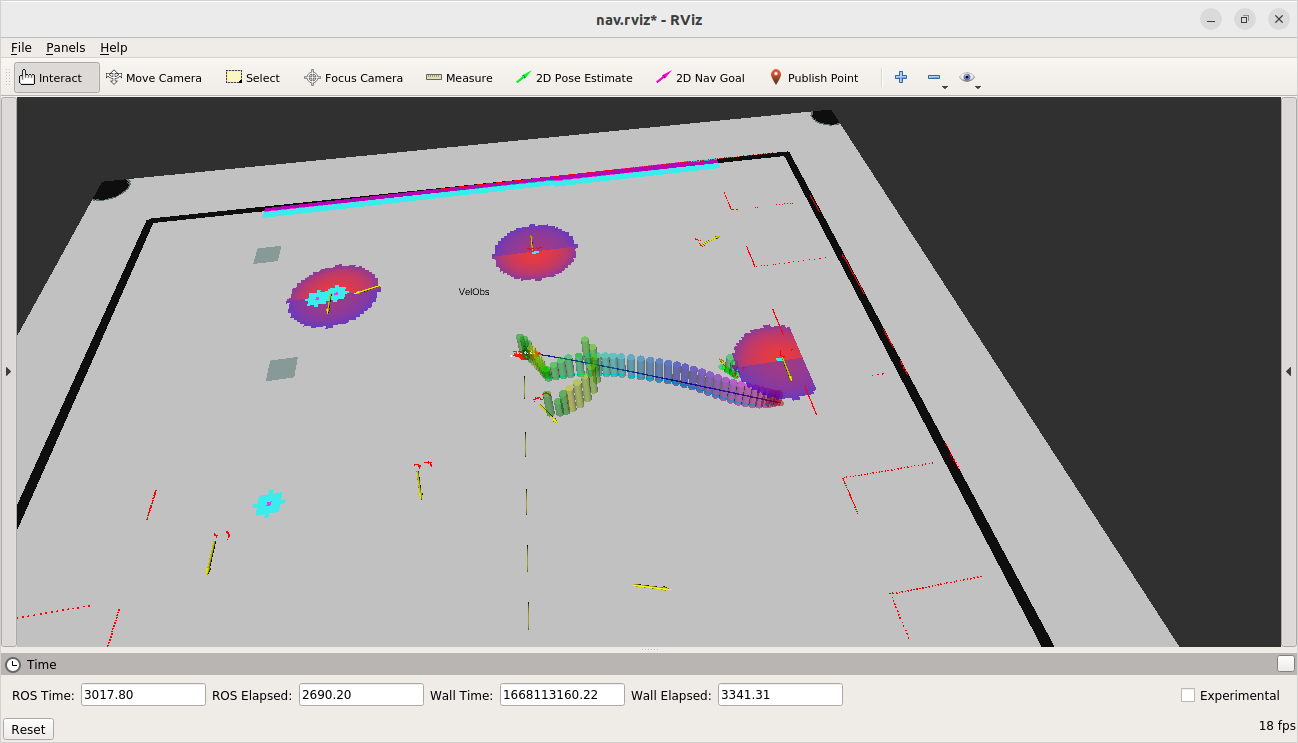 nav.rviz* - RViz
File Panels Help
Interact Move Camera Select Focus Camera Measure 2D Pose Estimate 2D Nav Goal Publish Point
VelObs
Time
ROS Time: 3017.80 ROS Elapsed: 2690.20 Wall Time: 1668113160.22 Wall Elapsed: 3341.31 Experimental
Reset 18 fps